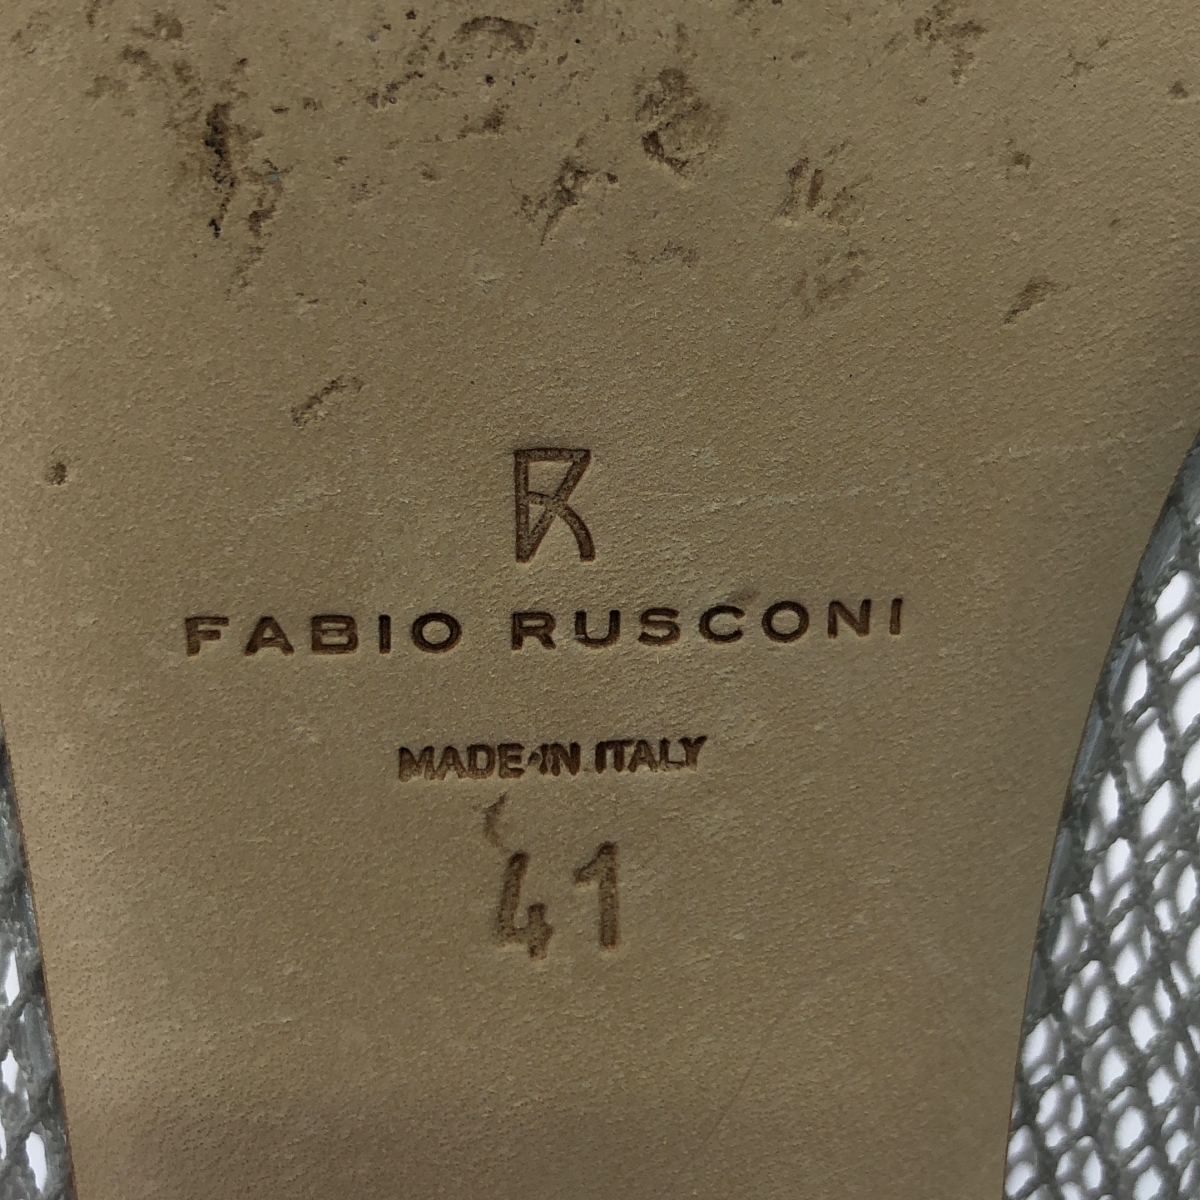 FR
FABIO RUSCONI
MADE IN ITALY
41